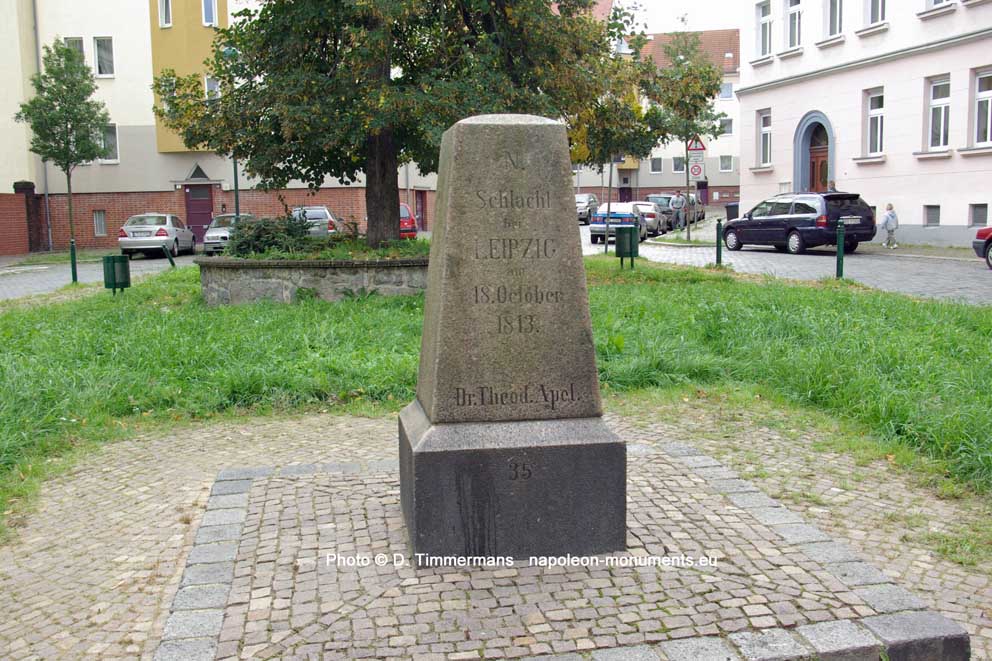 N.
Schlacht
bei
LEIPZIG
am
18. October
1813.
Dr. Theod. Apel.
35
Photo © D. Timmermans napoleon-monuments.eu